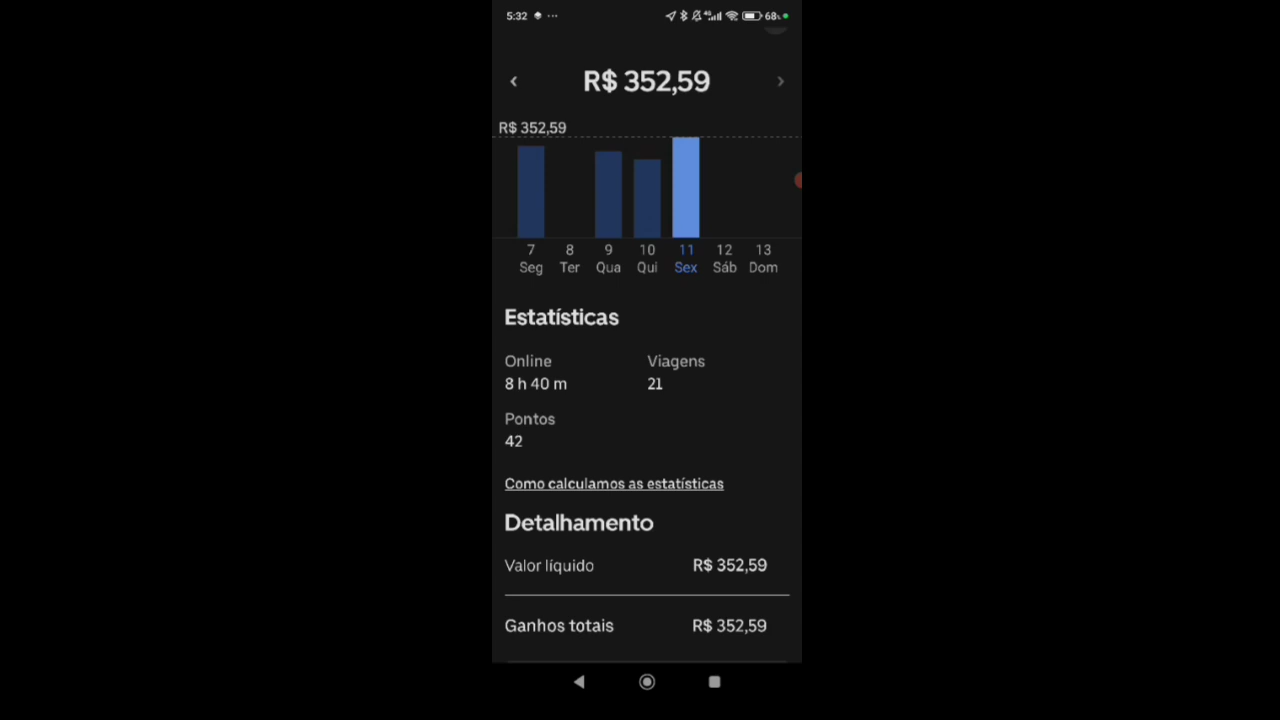 5:32 ... 4G 68%
R$ 352,59
R$ 352,59
7 8 9 10 11 12 13
Seg Ter Qua Qui Sex Sáb Dom
Estatísticas
Online Viagens
8 h 40 m 21
Pontos
42
Como calculamos as estatísticas
Detalhamento
Valor líquido R$ 352,59
Ganhos totais R$ 352,59